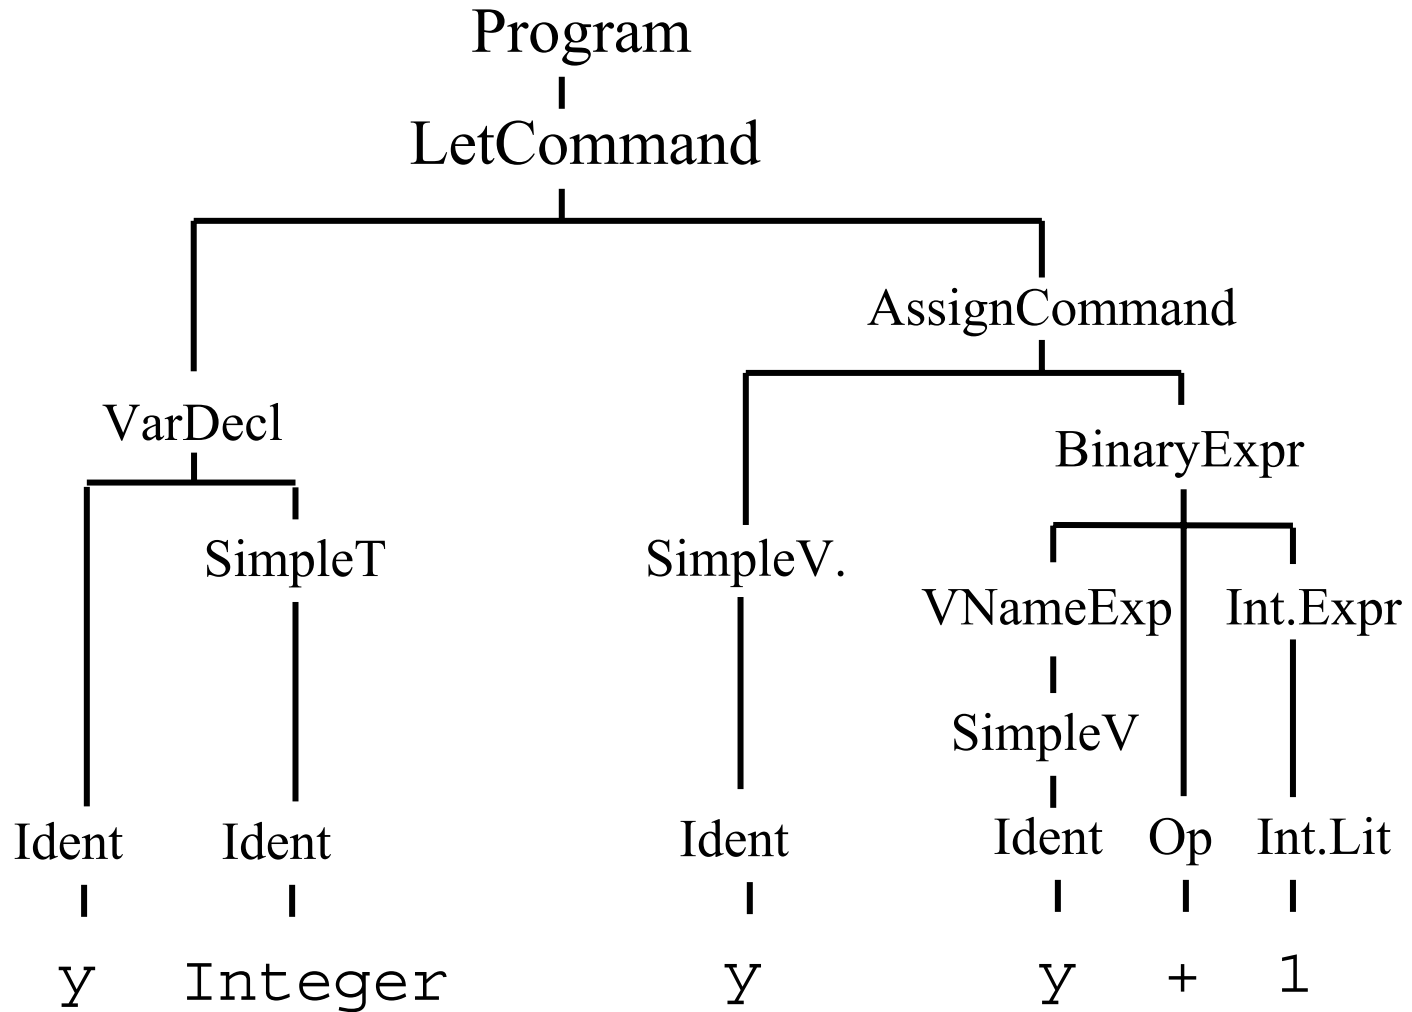 Program
LetCommand
AssignCommand
VarDecl
BinaryExpr
SimpleT
SimpleV.
VNameExp
Int.Expr
SimpleV
Ident
Ident
Ident
Ident
Op
Int.Lit
y
Integer
y
y
+
1